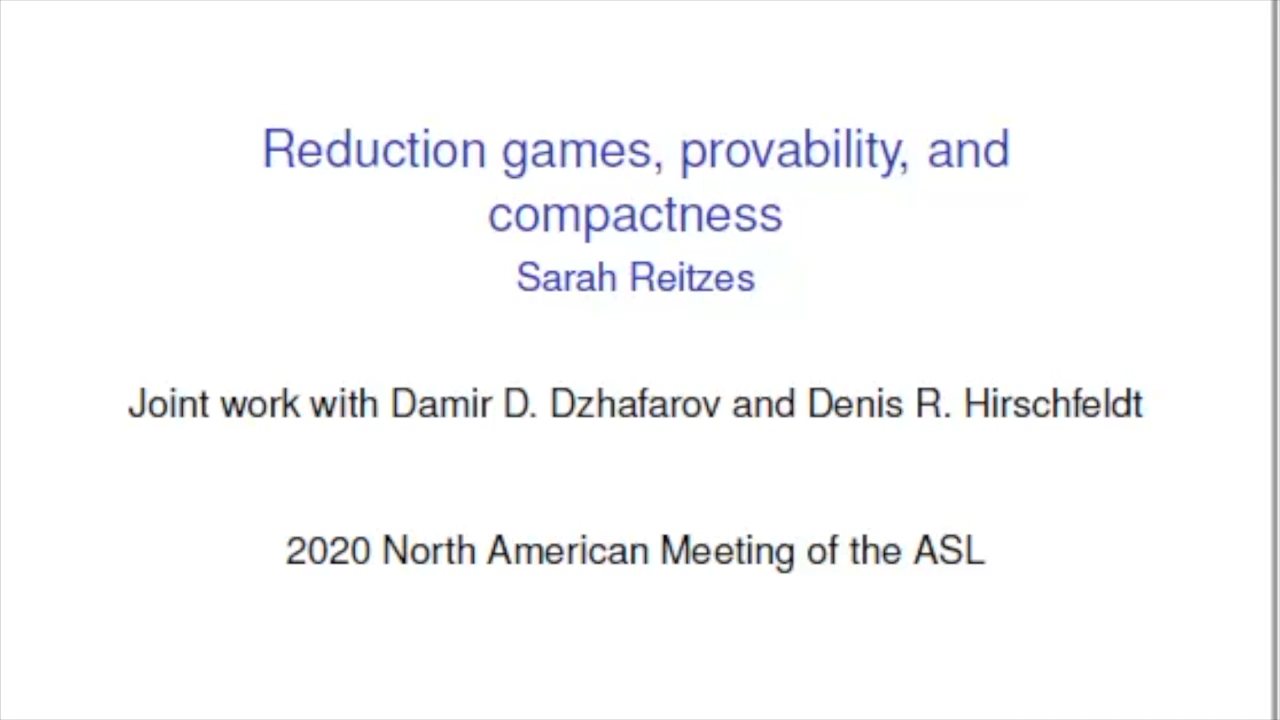 Reduction games, provability, and
compactness
Sarah Reitzes
Joint work with Damir D. Dzhafarov and Denis R. Hirschfeldt
2020 North American Meeting of the ASL